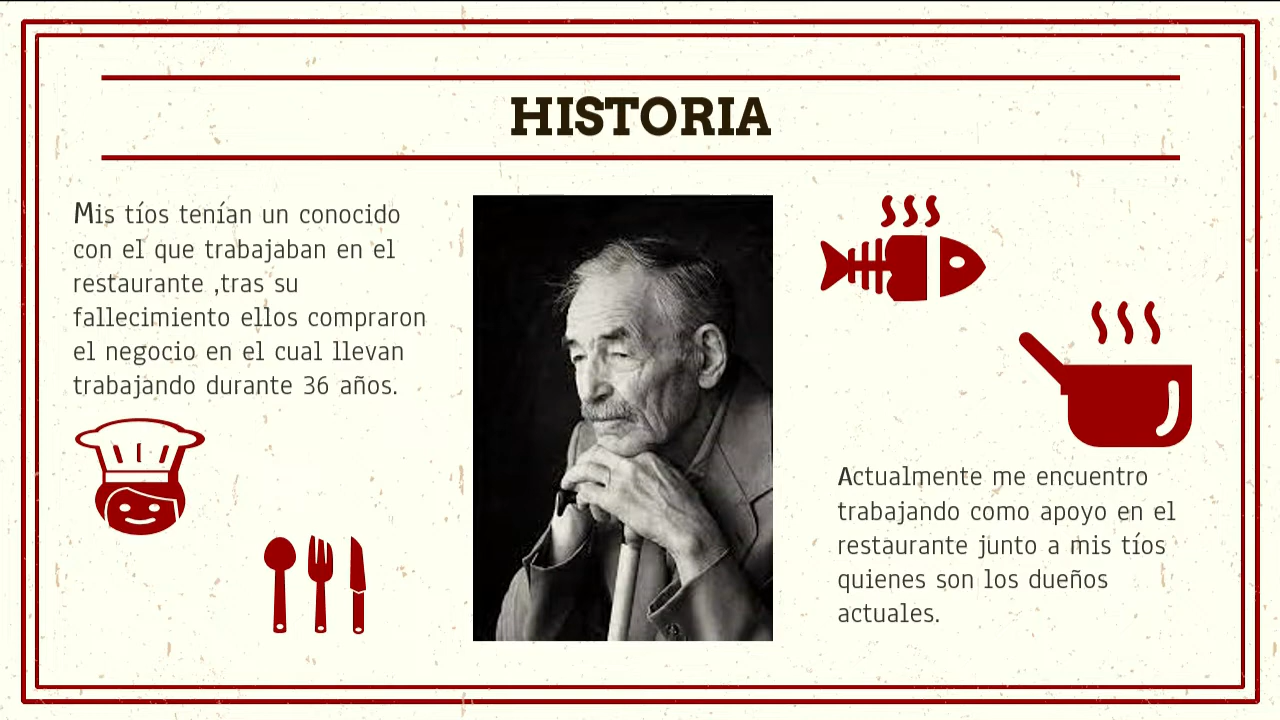 HISTORIA
Mis tíos tenían un conocido
con el que trabajaban en el
restaurante ,tras su
fallecimiento ellos compraron
el negocio en el cual llevan
trabajando durante 36 años.
Actualmente me encuentro
trabajando como apoyo en el
restaurante junto a mis tíos
quienes son los dueños
actuales.